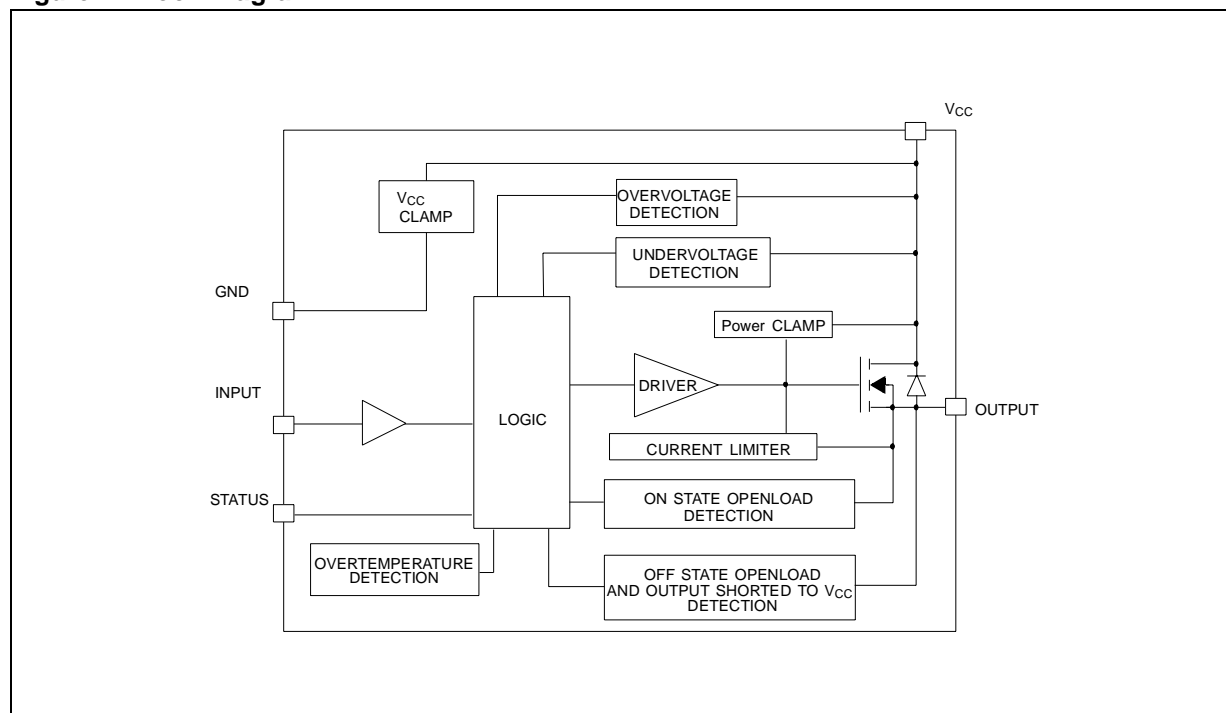 VCC
VCC
CLAMP
OVERVOLTAGE
DETECTION
UNDERVOLTAGE
DETECTION
GND
Power CLAMP
INPUT
DRIVER
LOGIC
OUTPUT
CURRENT LIMITER
STATUS
ON STATE OPENLOAD
DETECTION
OVERTEMPERATURE
DETECTION
OFF STATE OPENLOAD
AND OUTPUT SHORTED TO VCC
DETECTION